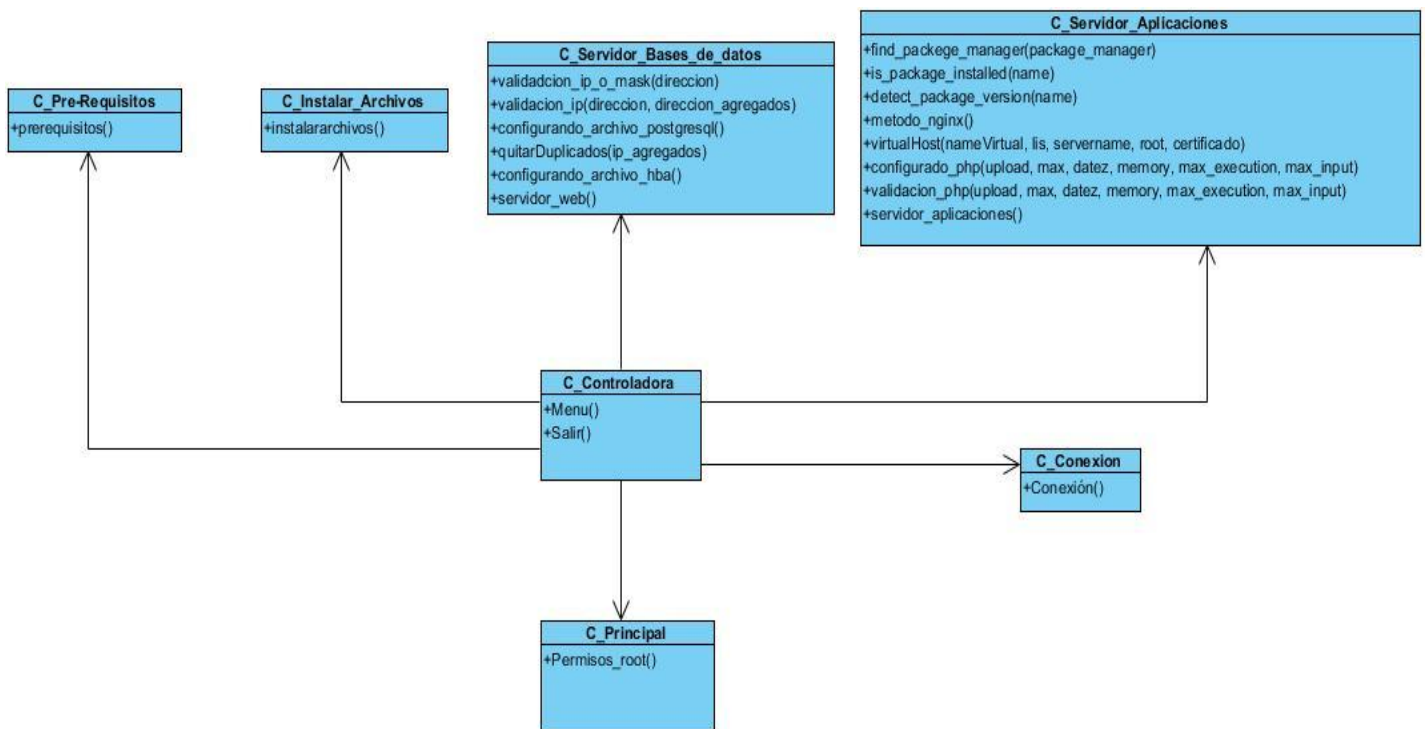 C_Pre-Requisitos
+prerequisitos()
C_Instalar_Archivos
+instalararchivos()
C_Servidor_Bases_de_datos
+validadcion_ip_o_mask(direccion)
+validacion_ip(direccion, direccion_agregados)
+configurando_archivo_postgresql()
+quitarDuplicados(ip_agregados)
+configurando_archivo_hba()
+servidor_web()
C_Servidor_Aplicaciones
+find_packege_manager(package_manager)
+is_package_installed(name)
+detect_package_version(name)
+metodo_nginx()
+virtualHost(nameVirtual, lis, servername, root, certificado)
+configurado_php(upload, max, datez, memory, max_execution, max_input)
+validacion_php(upload, max, datez, memory, max_execution, max_input)
+servidor_aplicaciones()
C_Controladora
+Menu()
+Salir()
C_Conexion
+Conexión()
C_Principal
+Permisos_root()